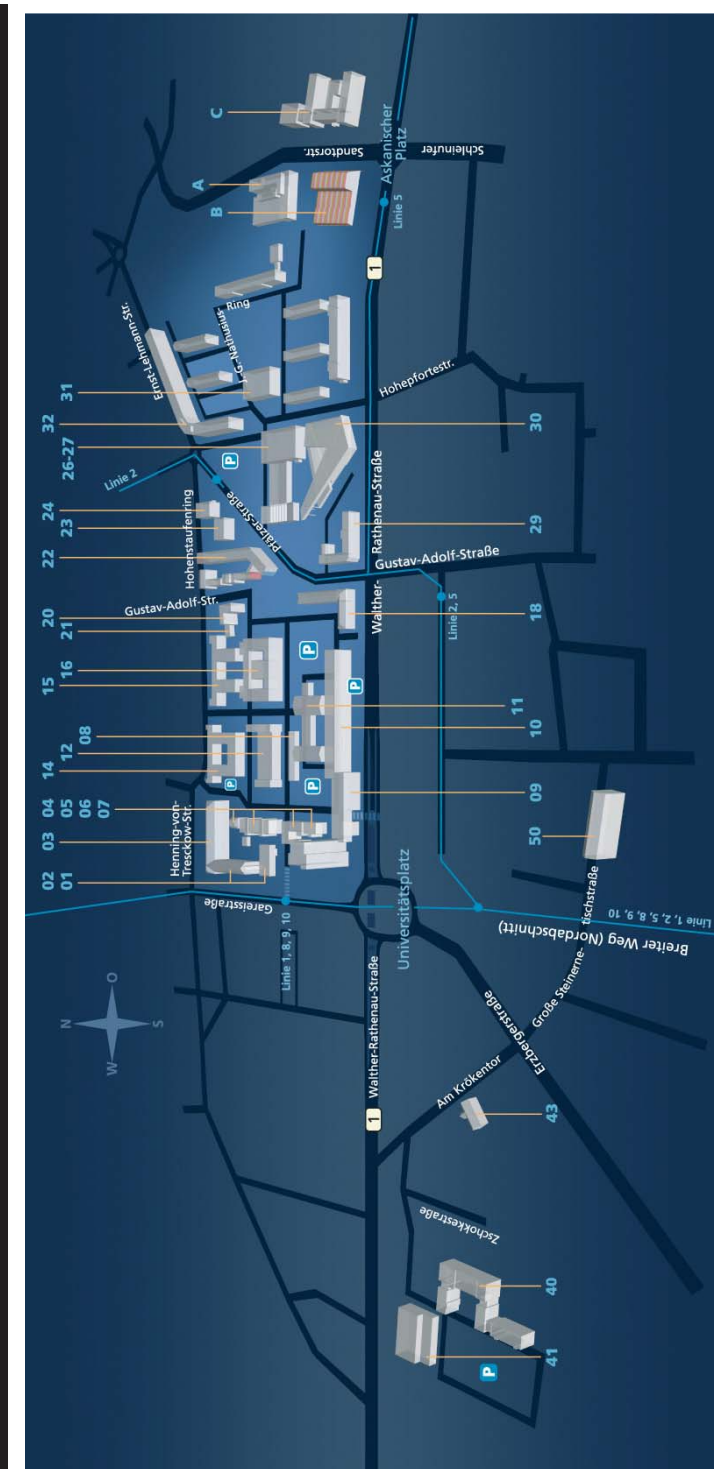 02
01
03
04
05
06
07
14
12
08
15
16
21
20
22
23
24
26-27
32
31
A
B
C
N
O
S
W
Henning-von-
Tresckow-Str.
Gareisstraße
Linie 1, 8, 9, 10
Gustav-Adolf-Str.
Hohenstaufenring
Pfälzer-Straße
Linie 2
Ernst-Lehmann-Str.
J.-G.-Nathusius-
Ring
Sandtorstr.
Askanischer
Platz
Linie 5
Schleinufer
P
P
P
P
P
Walther-Rathenau-Straße
1
Universitätsplatz
Walther-
Rathenau-Straße
1
Gustav-Adolf-Straße
Hohepfortestr.
Linie 2, 5
09
10
11
18
29
30
Breiter Weg (Nordabschnitt)
Linie 1, 2, 5, 8, 9, 10
Erzbergerstraße
Am Krökentor
Große Steinerne-
tischstraße
50
43
Zschokkestraße
40
41
P